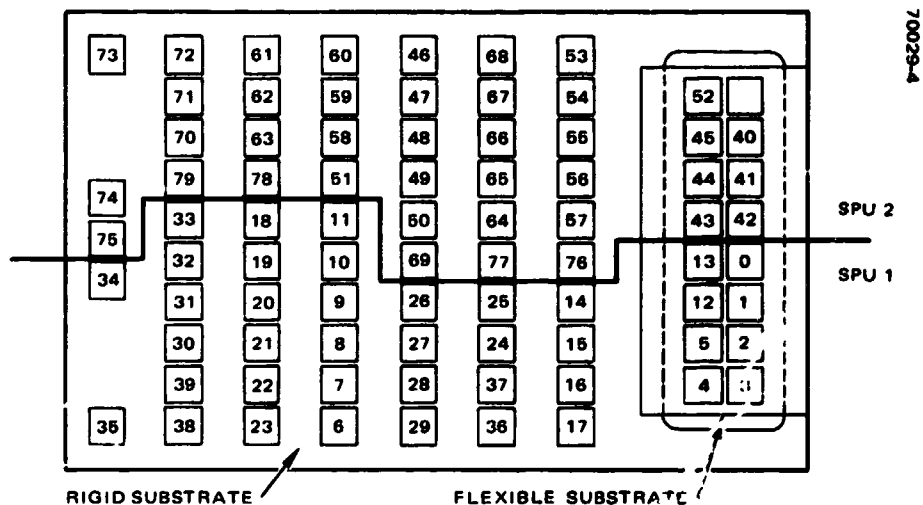 70029-4
73 72 61 60 46 68 53
71 62 59 47 67 54 52
70 63 58 48 66 55 45 40
74 79 78 51 49 65 56 44 41
SPU 2
75 33 18 11 50 64 57 43 42
34 32 19 10 69 77 76 13 0
SPU 1
31 20 9 26 25 14 12 1
30 21 8 27 24 15 5 2
39 22 7 28 37 16 4 3
35 38 23 6 29 36 17
RIGID SUBSTRATE
FLEXIBLE SUBSTRATE